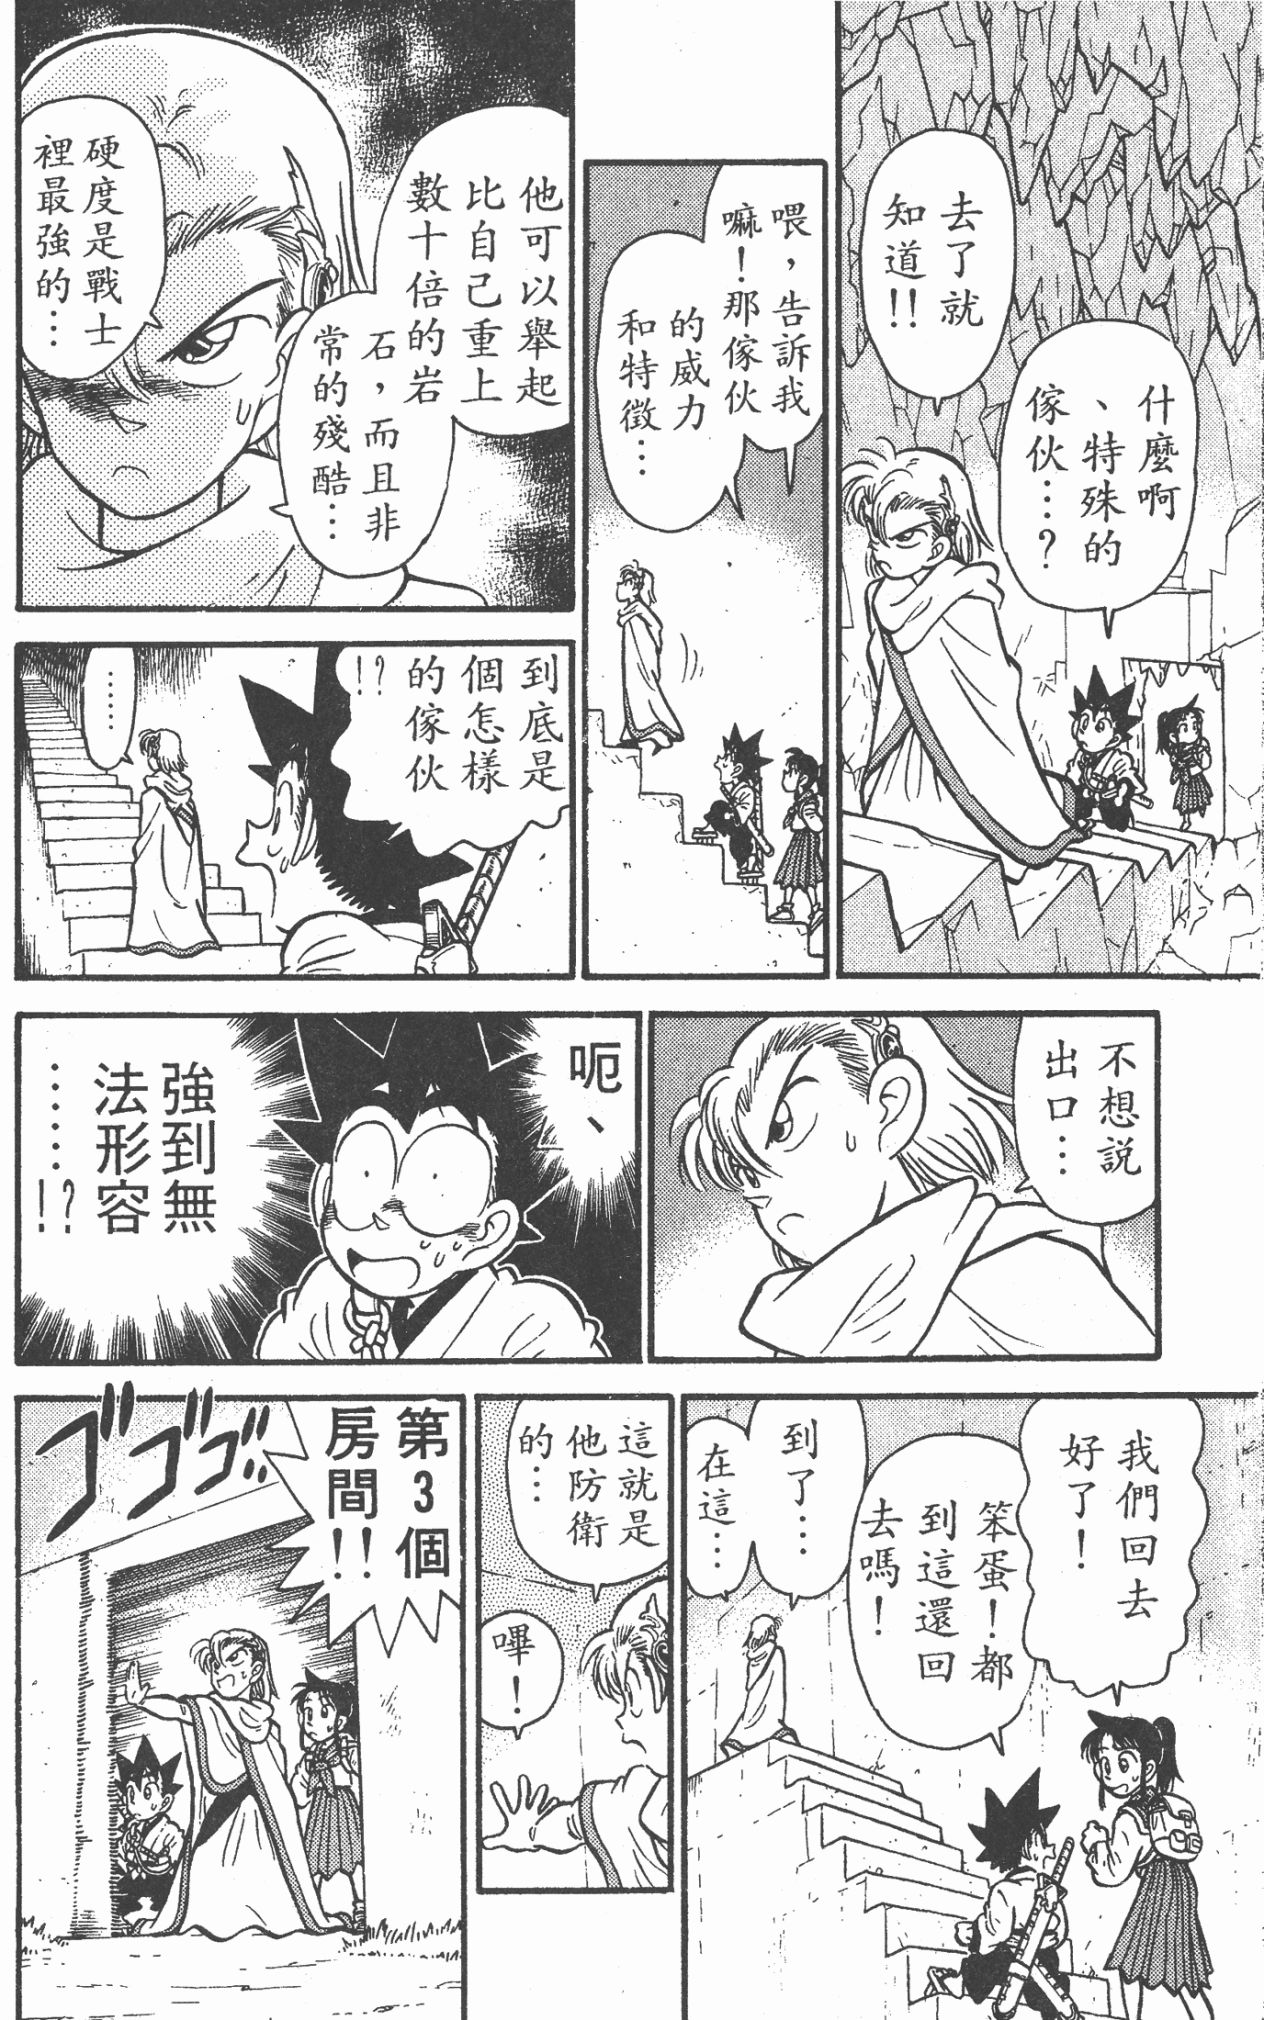 什麼啊
、特殊的
傢伙…?
去了就
知道!!
喂,告訴我
嘛!那傢伙
的威力
和特徵…
他可以舉起
比自己重上
數十倍的岩
石,而且非
常的殘酷…
硬度是戰士
裡最強的…
到底是
個怎樣
的傢伙
!?
……
不想說
出口…
呃、
強到無
法形容
……!?
我們回去
好了!
笨蛋!都
到這還回
去嗎!
到了…
在這…
這就是
他防衛
的…
嗶!
第3個
房間!!
ゴゴゴ!!